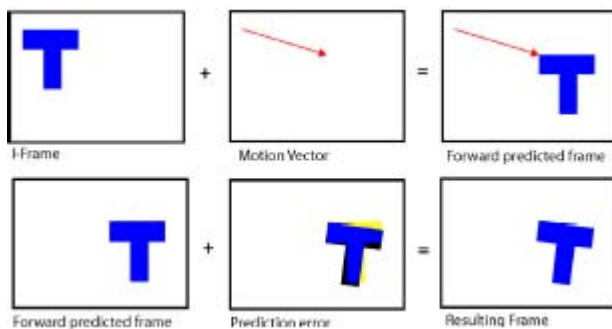 +
=
I-Frame
Motion Vector
Forward predicted frame
+
=
Forward predicted frame
Prediction error
Resulting Frame